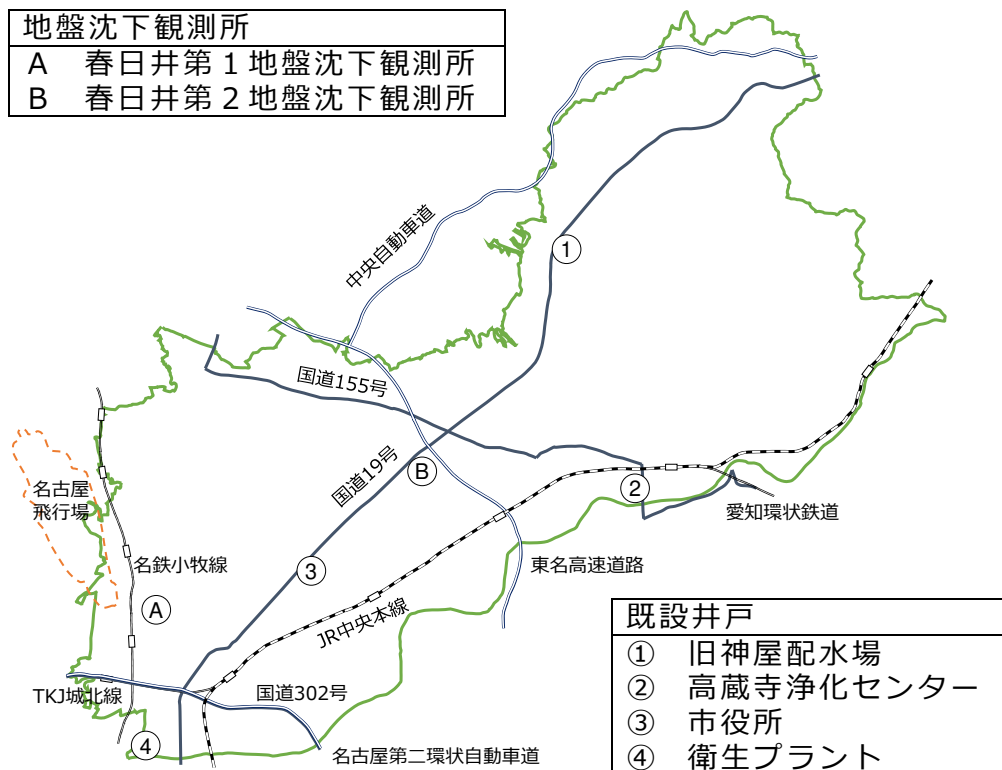 地盤沈下観測所
A 春日井第1地盤沈下観測所
B 春日井第2地盤沈下観測所
中央自動車道
①
国道155号
国道19号
B
②
名古屋
飛行場
愛知環状鉄道
名鉄小牧線
③
東名高速道路
A
JR中央本線
TKJ城北線
国道302号
④
名古屋第二環状自動車道
既設井戸
① 旧神屋配水場
② 高蔵寺浄化センター
③ 市役所
④ 衛生プラント